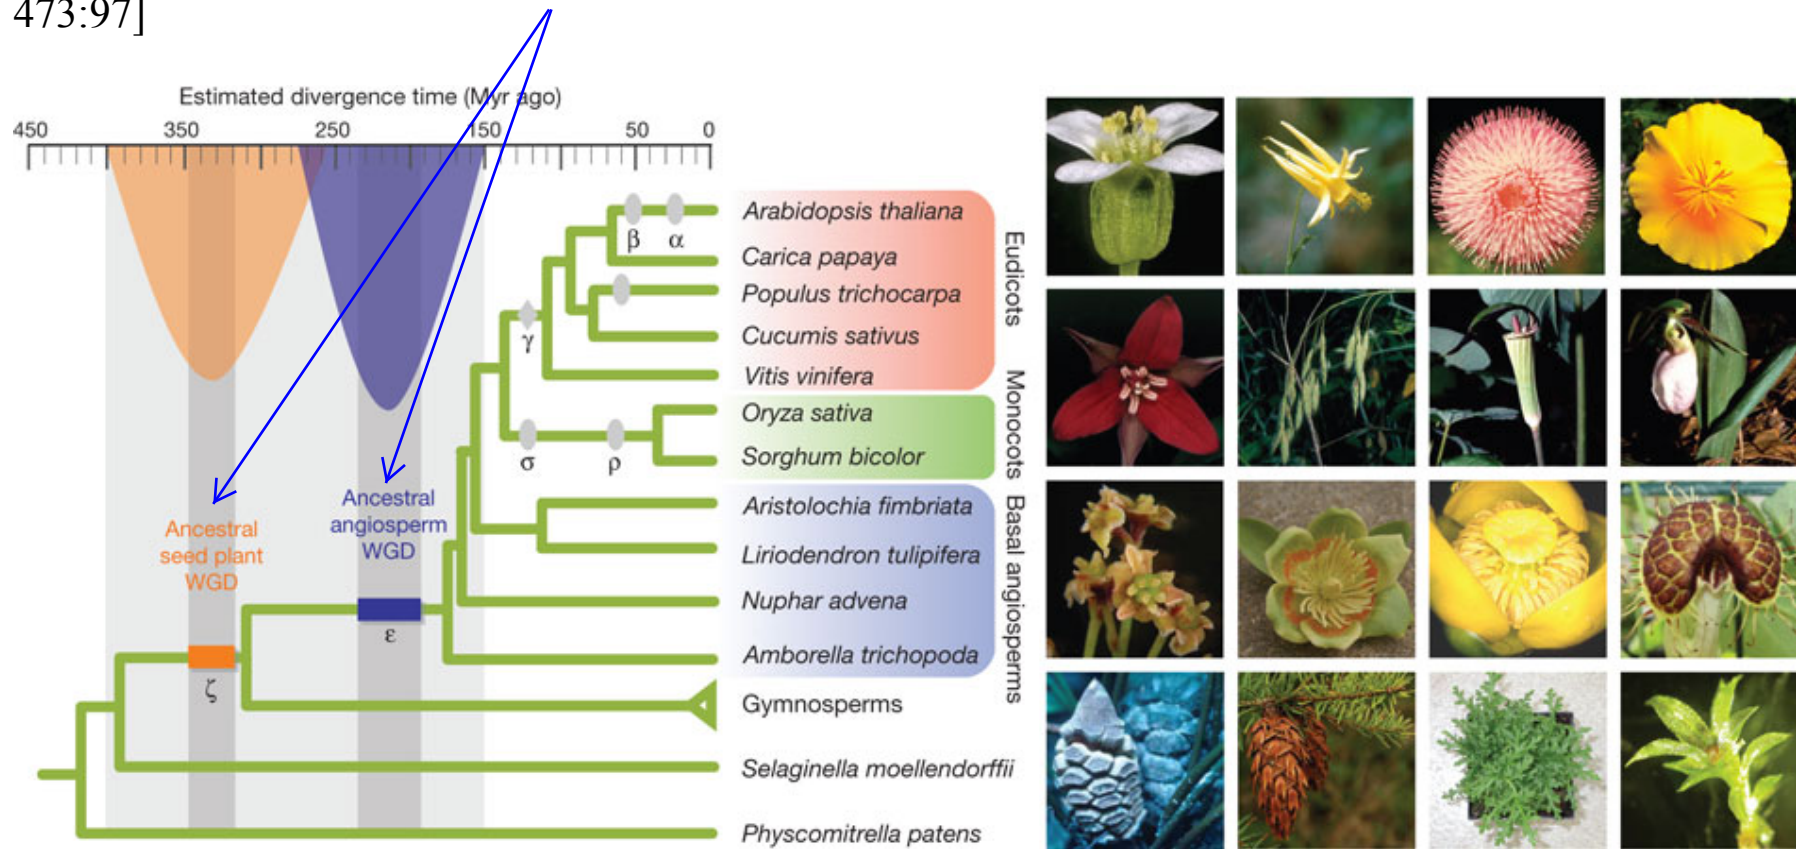 473:97]
Estimated divergence time (Myr ago)
450 350 250 150 50 0
Arabidopsis thaliana
β α
Carica papaya
Populus trichocarpa
Cucumis sativus
γ
Vitis vinifera
Eudicots
Oryza sativa
Sorghum bicolor
σ ρ
Monocots
Aristolochia fimbriata
Liriodendron tulipifera
Nuphar advena
Amborella trichopoda
Basal angiosperms
Ancestral
angiosperm
WGD
Ancestral
seed plant
WGD
ε
ζ
Gymnosperms
Selaginella moellendorffii
Physcomitrella patens